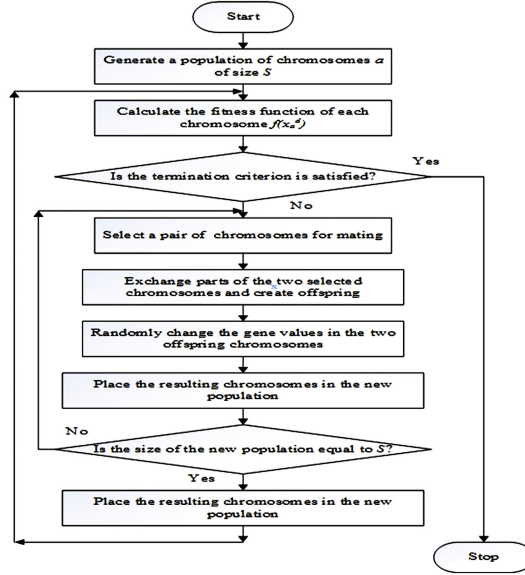 Start
Generate a population of chromosomes a
of size S
Calculate the fitness function of each
chromosome f(xₐᵈ)
Is the termination criterion is satisfied?
Yes
No
Select a pair of chromosomes for mating
Exchange parts of the two selected
chromosomes and create offspring
Randomly change the gene values in the two
offspring chromosomes
Place the resulting chromosomes in the new
population
No
Is the size of the new population equal to S?
Yes
Place the resulting chromosomes in the new
population
Stop